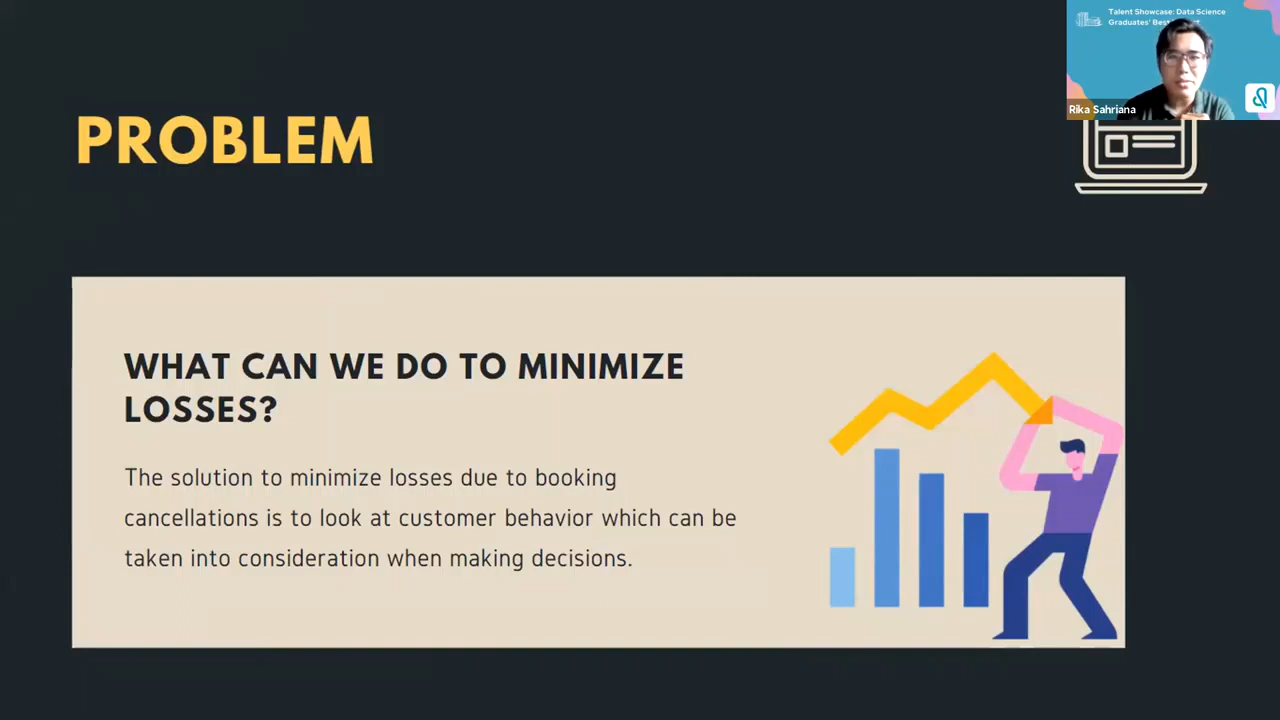 Talent Showcase: Data Science
Graduates' Best
Rika Sahriana
PROBLEM
WHAT CAN WE DO TO MINIMIZE
LOSSES?
The solution to minimize losses due to booking
cancellations is to look at customer behavior which can be
taken into consideration when making decisions.